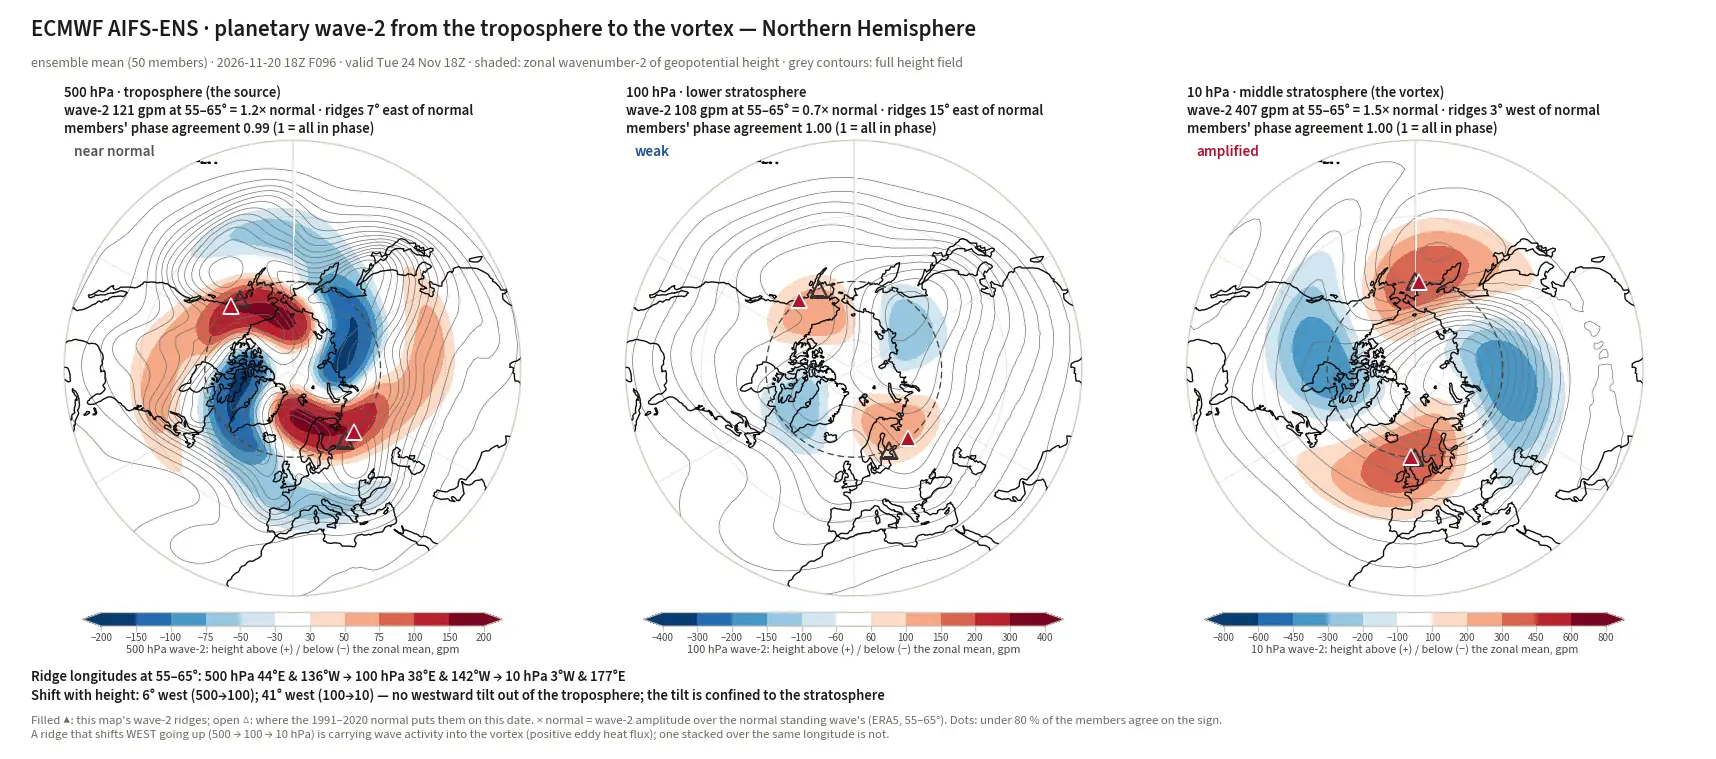 ECMWF AIFS-ENS · planetary wave-2 from the troposphere to the vortex — Northern Hemisphere
ensemble mean (50 members) · 2026-11-20 18Z F096 · valid Tue 24 Nov 18Z · shaded: zonal wavenumber-2 of geopotential height · grey contours: full height field
500 hPa · troposphere (the source)
wave-2 121 gpm at 55–65° = 1.2× normal · ridges 7° east of normal
members' phase agreement 0.99 (1 = all in phase)
near normal
100 hPa · lower stratosphere
wave-2 108 gpm at 55–65° = 0.7× normal · ridges 15° east of normal
members' phase agreement 1.00 (1 = all in phase)
weak
10 hPa · middle stratosphere (the vortex)
wave-2 407 gpm at 55–65° = 1.5× normal · ridges 3° west of normal
members' phase agreement 1.00 (1 = all in phase)
amplified
−200 −150 −100 −75 −50 −30 30 50 75 100 150 200
500 hPa wave-2: height above (+) / below (−) the zonal mean, gpm
−400 −300 −200 −150 −100 −60 60 100 150 200 300 400
100 hPa wave-2: height above (+) / below (−) the zonal mean, gpm
−800 −600 −450 −300 −200 −100 100 200 300 450 600 800
10 hPa wave-2: height above (+) / below (−) the zonal mean, gpm
Ridge longitudes at 55–65°: 500 hPa 44°E & 136°W → 100 hPa 38°E & 142°W → 10 hPa 3°W & 177°E
Shift with height: 6° west (500→100); 41° west (100→10) — no westward tilt out of the troposphere; the tilt is confined to the stratosphere
Filled ▲: this map's wave-2 ridges; open △: where the 1991–2020 normal puts them on this date. × normal = wave-2 amplitude over the normal standing wave's (ERA5, 55–65°). Dots: under 80 % of the members agree on the sign.
A ridge that shifts WEST going up (500 → 100 → 10 hPa) is carrying wave activity into the vortex (positive eddy heat flux); one stacked over the same longitude is not.